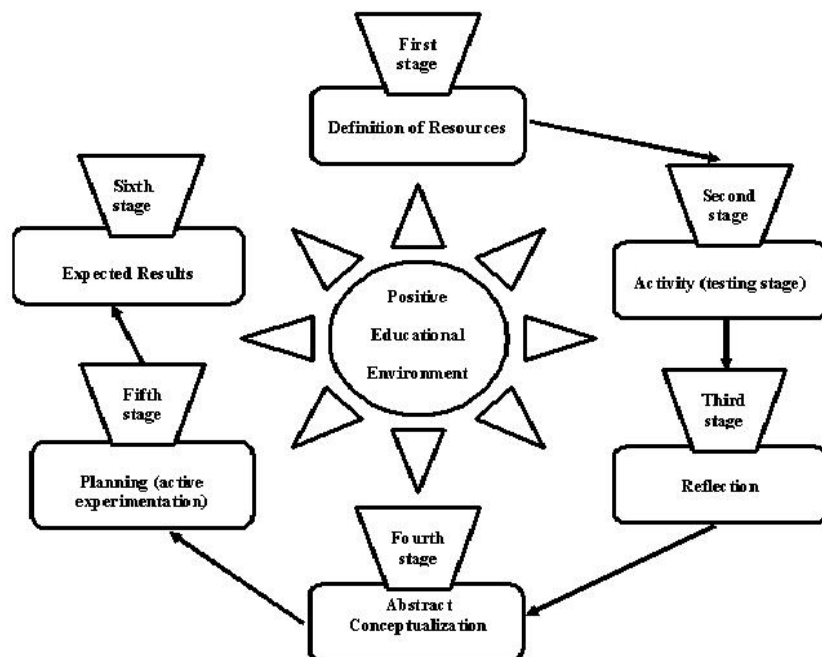 First
stage
Definition of Resources
Second
stage
Activity (testing stage)
Third
stage
Reflection
Fourth
stage
Abstract
Conceptualization
Fifth
stage
Planning (active
experimentation)
Sixth
stage
Expected Results
Positive
Educational
Environment